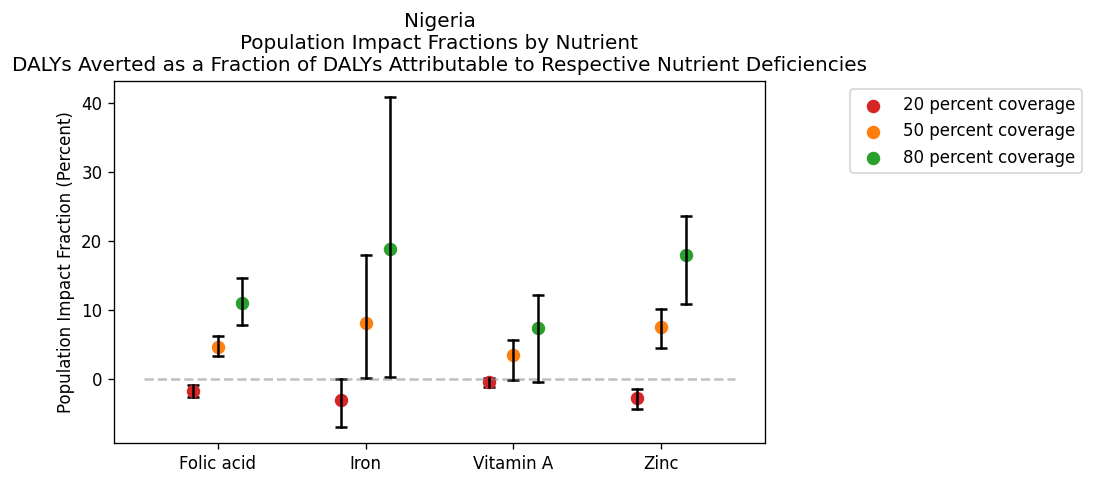 Nigeria
Population Impact Fractions by Nutrient
DALYs Averted as a Fraction of DALYs Attributable to Respective Nutrient Deficiencies
20 percent coverage
50 percent coverage
80 percent coverage
Population Impact Fraction (Percent)
40
30
20
10
0
Folic acid
Iron
Vitamin A
Zinc